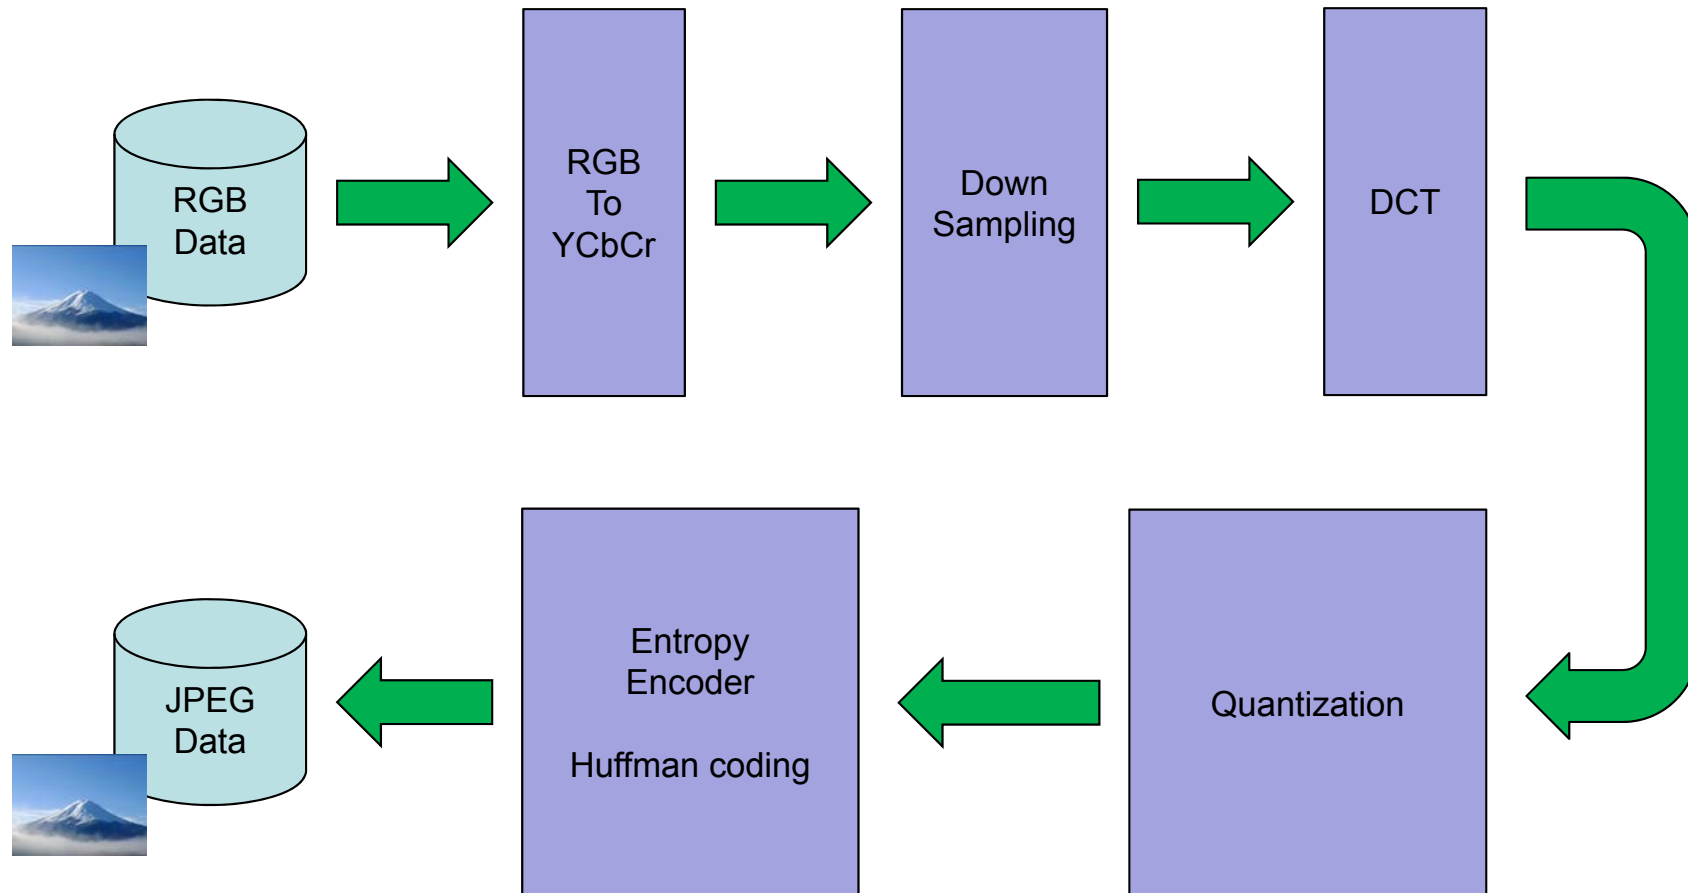 RGB
Data
RGB
To
YCbCr
Down
Sampling
DCT
Quantization
Entropy
Encoder
Huffman coding
JPEG
Data